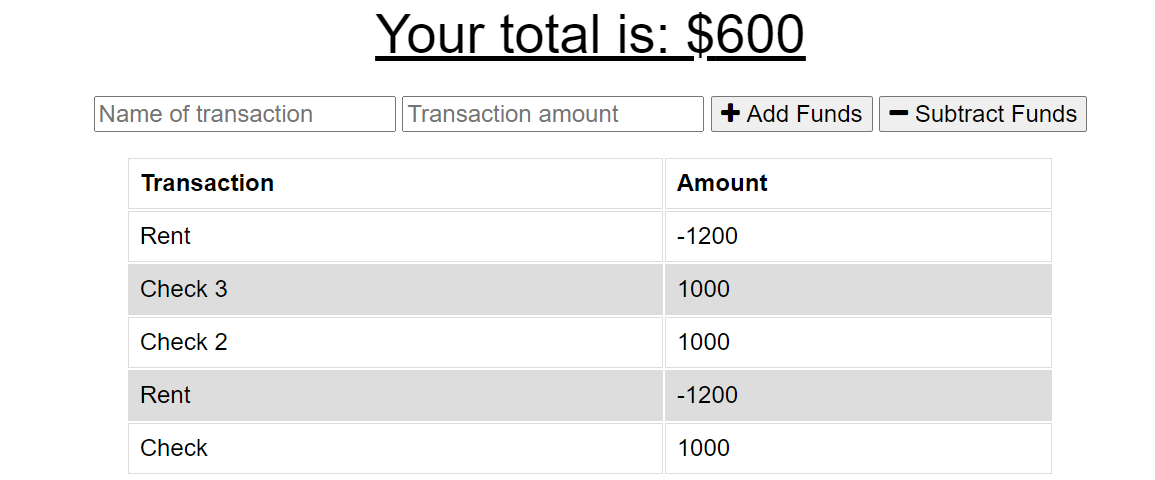 Your total is: $600
Name of transaction Transaction amount + Add Funds − Subtract Funds
Transaction Amount
Rent -1200
Check 3 1000
Check 2 1000
Rent -1200
Check 1000